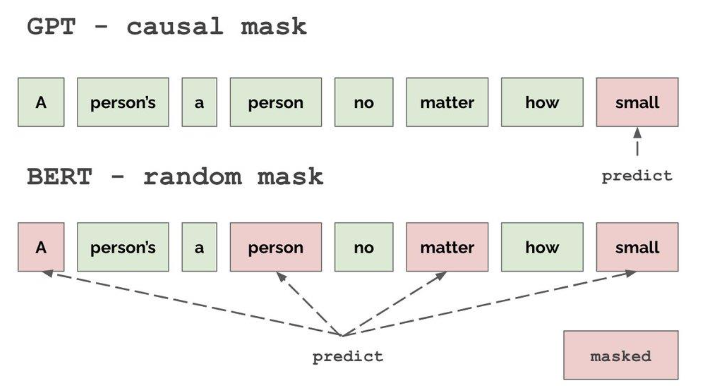 GPT - causal mask
A person's a person no matter how small
predict
BERT - random mask
A person's a person no matter how small
predict
masked